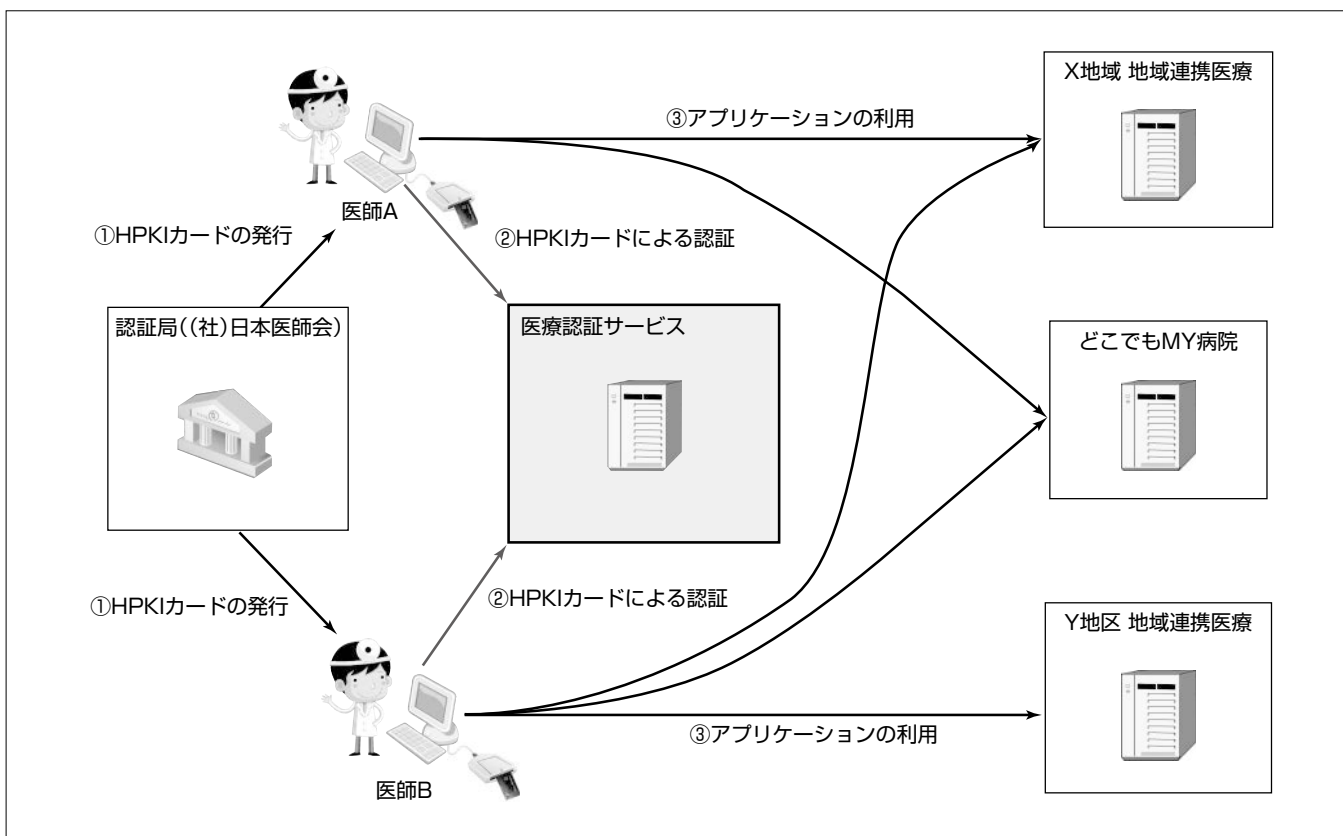 X地域 地域連携医療
③アプリケーションの利用
医師A
①HPKIカードの発行
②HPKIカードによる認証
認証局((社)日本医師会)
医療認証サービス
どこでもMY病院
①HPKIカードの発行
②HPKIカードによる認証
Y地区 地域連携医療
③アプリケーションの利用
医師B